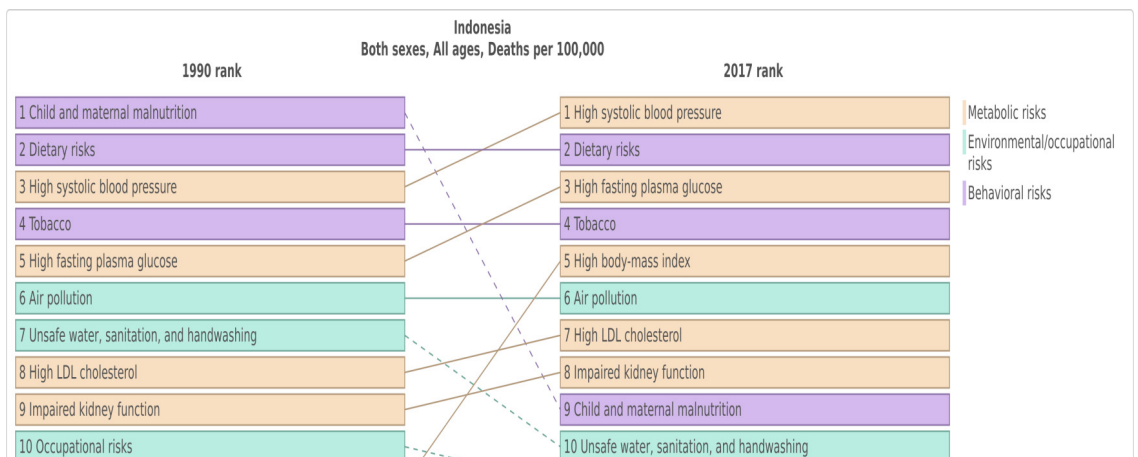 Indonesia
Both sexes, All ages, Deaths per 100,000
1990 rank
2017 rank
1 Child and maternal malnutrition
2 Dietary risks
3 High systolic blood pressure
4 Tobacco
5 High fasting plasma glucose
6 Air pollution
7 Unsafe water, sanitation, and handwashing
8 High LDL cholesterol
9 Impaired kidney function
10 Occupational risks
1 High systolic blood pressure
2 Dietary risks
3 High fasting plasma glucose
4 Tobacco
5 High body-mass index
6 Air pollution
7 High LDL cholesterol
8 Impaired kidney function
9 Child and maternal malnutrition
10 Unsafe water, sanitation, and handwashing
Metabolic risks
Environmental/occupational
risks
Behavioral risks